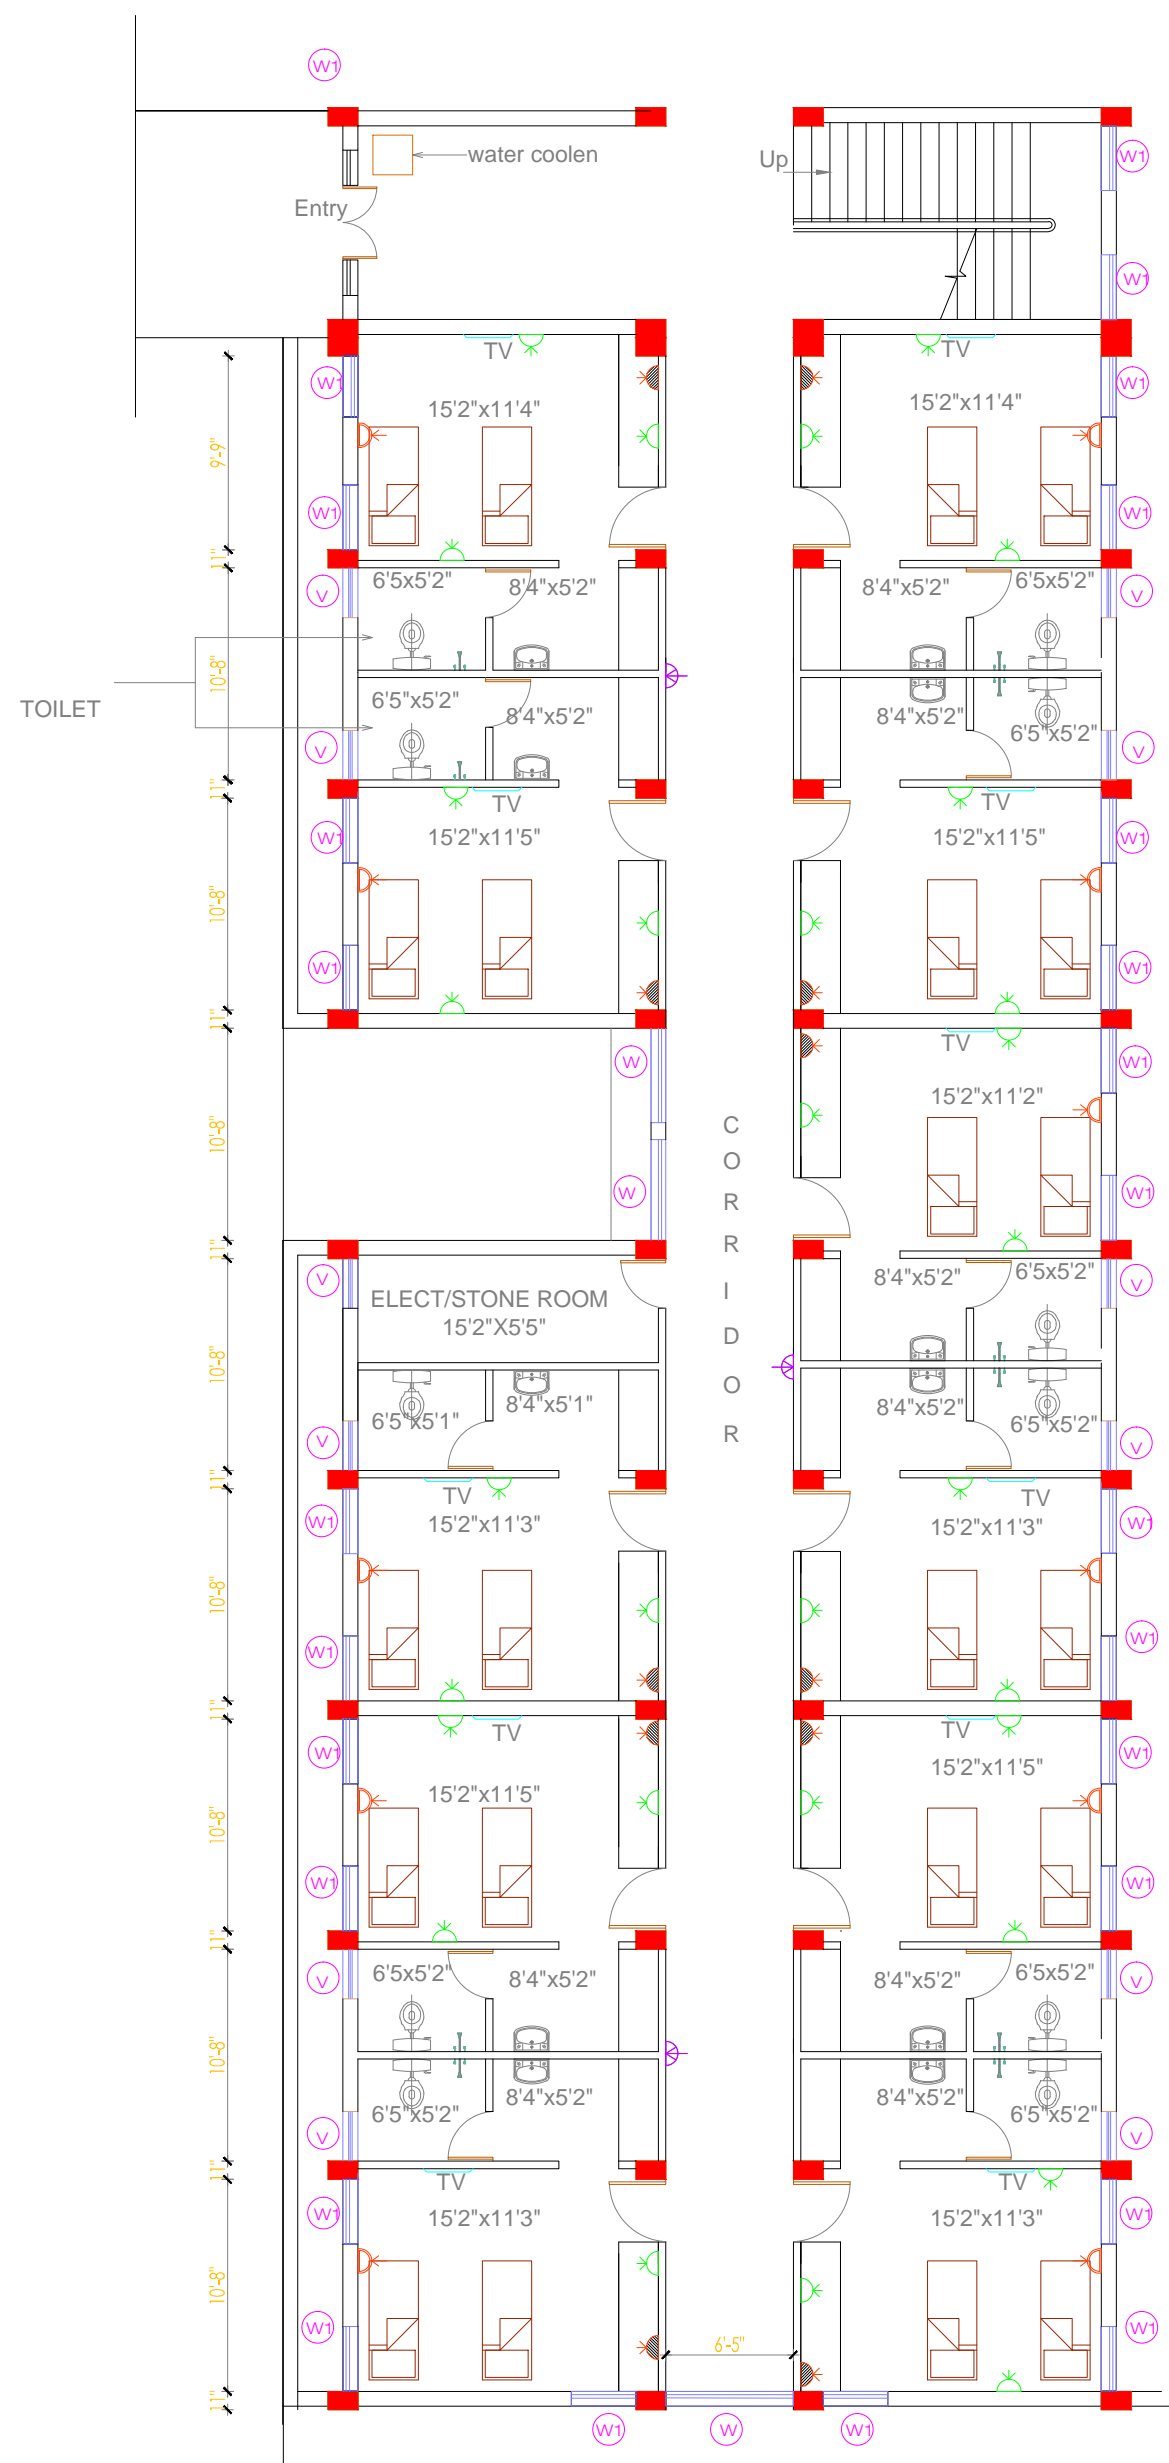 W1
water coolen
Up
W1
Entry
W1
TV
TV
W1
W1
15'2"x11'4"
15'2"x11'4"
9'-9"
W1
W1
11"
6'5x5'2"
8'4"x5'2"
8'4"x5'2"
6'5x5'2"
V
V
10'-8"
TOILET
6'5"x5'2"
8'4"x5'2"
8'4"x5'2"
6'5"x5'2"
V
V
11"
TV
TV
W1
W1
15'2"x11'5"
15'2"x11'5"
10'-8"
W1
W1
11"
TV
W
W1
15'2"x11'2"
10'-8"
CORRIDOR
W
W1
11"
V
V
8'4"x5'2"
6'5x5'2"
ELECT/STONE ROOM
15'2"X5'5"
10'-8"
6'5"x5'1"
8'4"x5'1"
8'4"x5'2"
6'5"x5'2"
V
V
11"
TV
TV
W1
W1
15'2"x11'3"
15'2"x11'3"
10'-8"
W1
W1
11"
TV
TV
W1
W1
15'2"x11'5"
15'2"x11'5"
10'-8"
W1
W1
11"
6'5x5'2"
8'4"x5'2"
8'4"x5'2"
6'5x5'2"
V
V
10'-8"
6'5"x5'2"
8'4"x5'2"
8'4"x5'2"
6'5"x5'2"
V
V
11"
TV
TV
W1
W1
15'2"x11'3"
15'2"x11'3"
10'-8"
W1
W1
6'-5"
11"
W1
W
W1